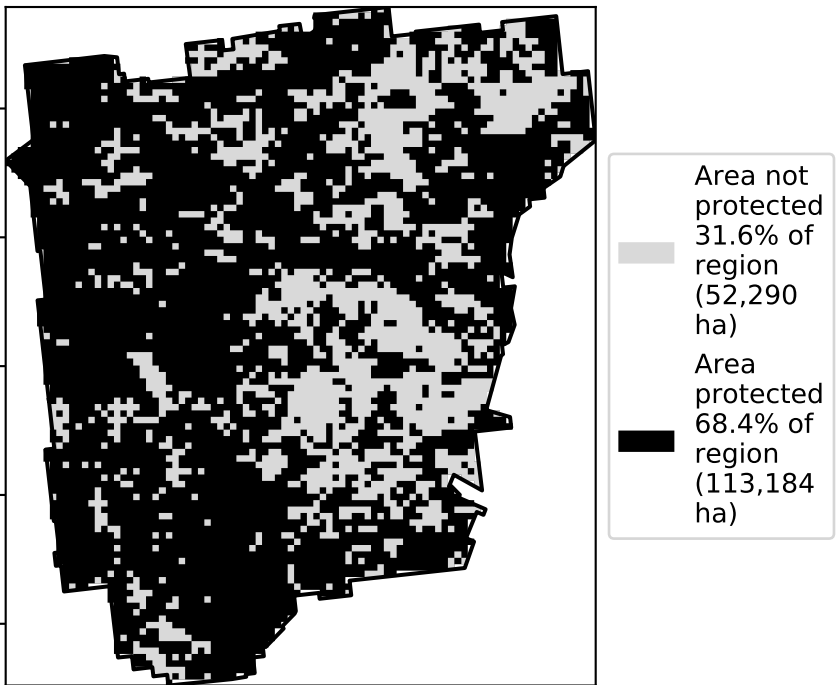 Area not
protected
31.6% of
region
(52,290
ha)
Area
protected
68.4% of
region
(113,184
ha)